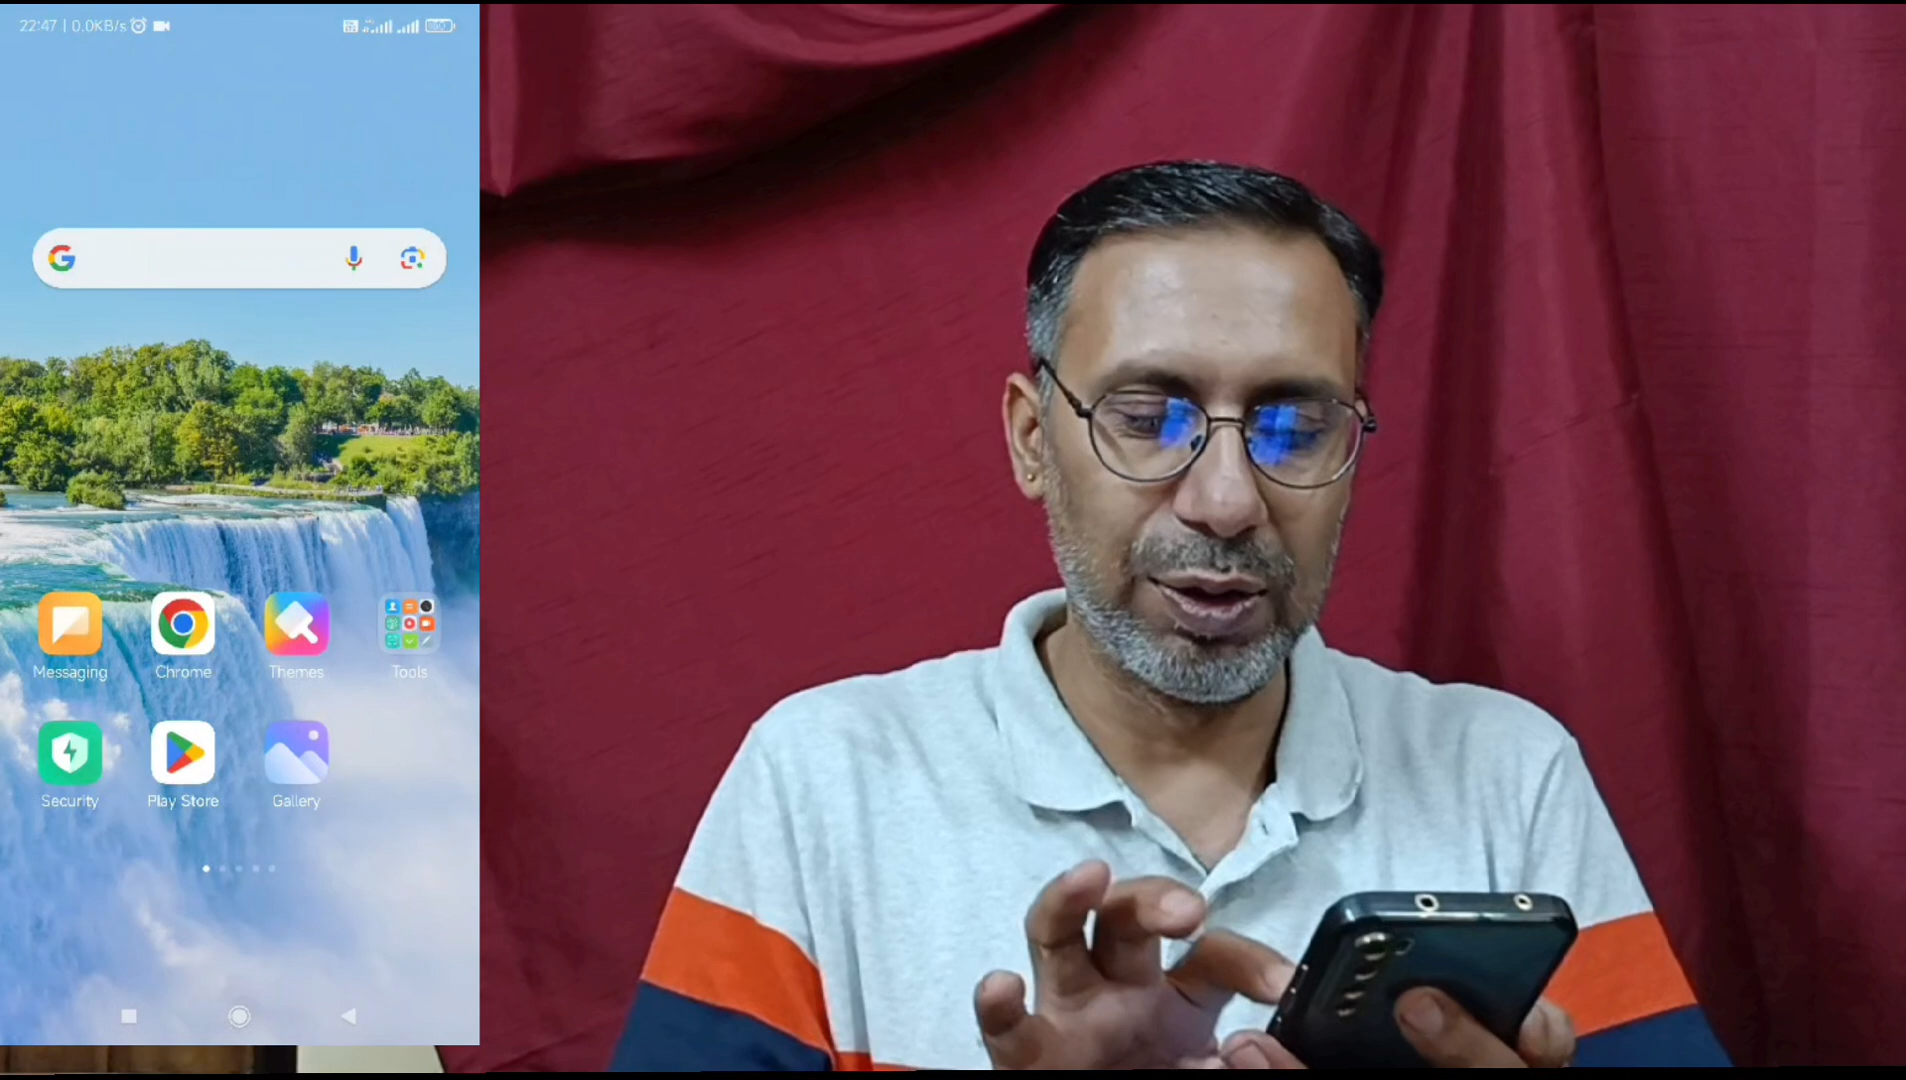 22:47 | 0.0KB/s
Messaging
Chrome
Themes
Tools
Security
Play Store
Gallery